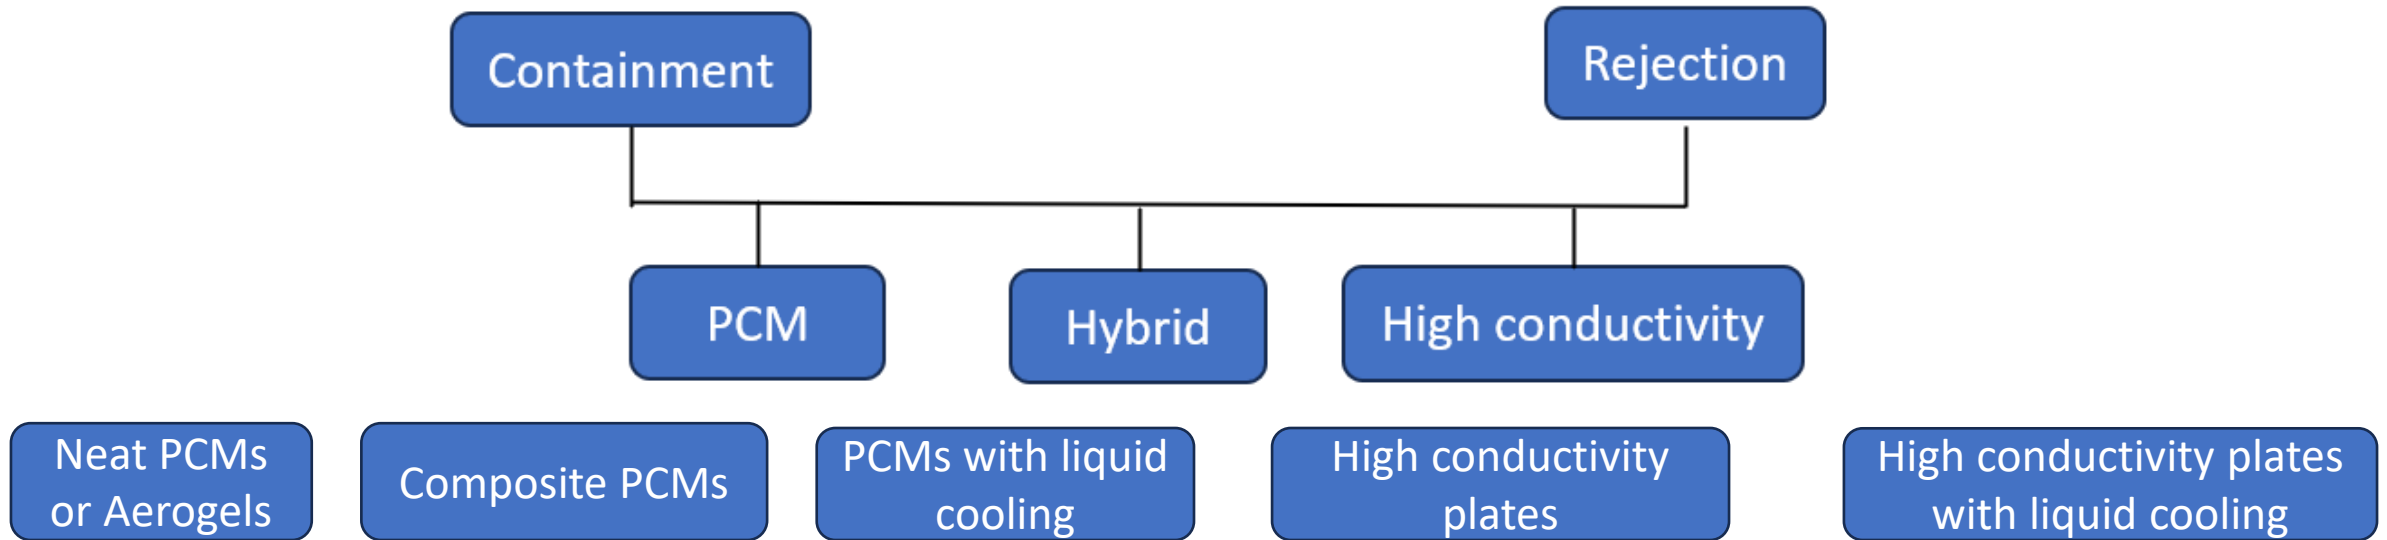 Containment
Rejection
PCM
Hybrid
High conductivity
Neat PCMs
or Aerogels
Composite PCMs
PCMs with liquid
cooling
High conductivity
plates
High conductivity plates
with liquid cooling